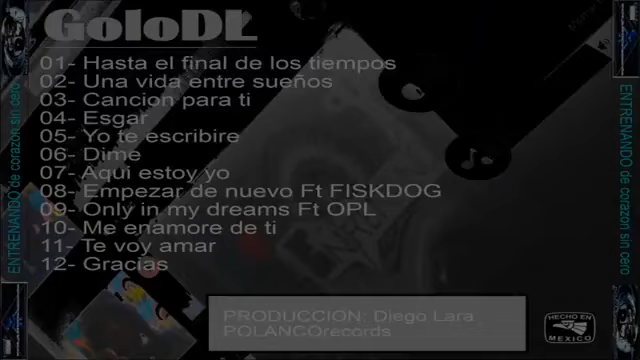 GoloDL
01- Hasta el final de los tiempos
02- Una vida entre sueños
03- Cancion para ti
04- Esgar
05- Yo te escribire
06- Dime
07- Aqui estoy yo
08- Empezar de nuevo Ft FISKDOG
09- Only in my dreams Ft OPL
10- Me enamore de ti
11- Te voy amar
12- Gracias
PRODUCCION: Diego Lara
POLANCOrecords
HECHO EN
MEXICO
ENTRENANDO de corazon sin cero
ENTRENANDO de corazon sin cero